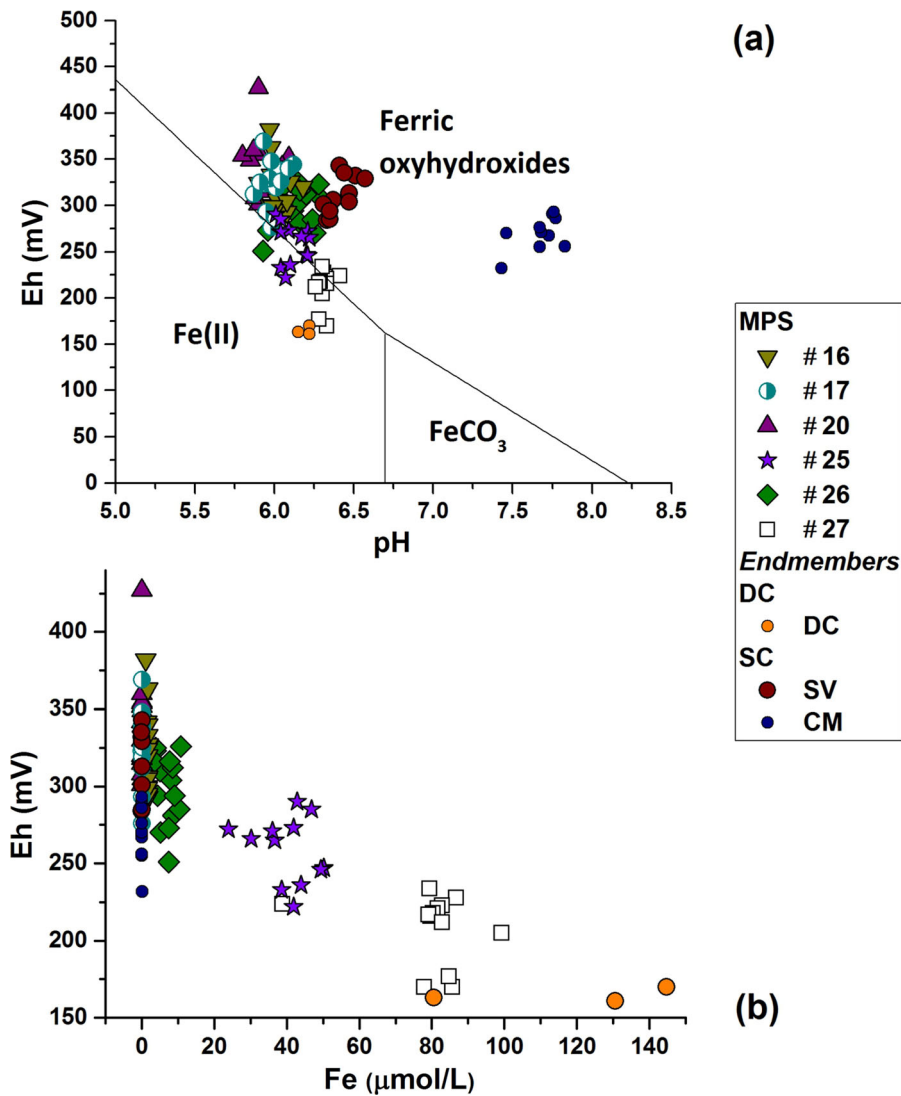 (a)
500
450
400
350
300
250
200
150
100
50
0
Eh (mV)
Ferric
oxyhydroxides
Fe(II)
FeCO₃
5.0 5.5 6.0 6.5 7.0 7.5 8.0 8.5
pH
MPS
# 16
# 17
# 20
# 25
# 26
# 27
Endmembers
DC
DC
SC
SV
CM
400
350
300
250
200
150
Eh (mV)
0 20 40 60 80 100 120 140
Fe (μmol/L)
(b)